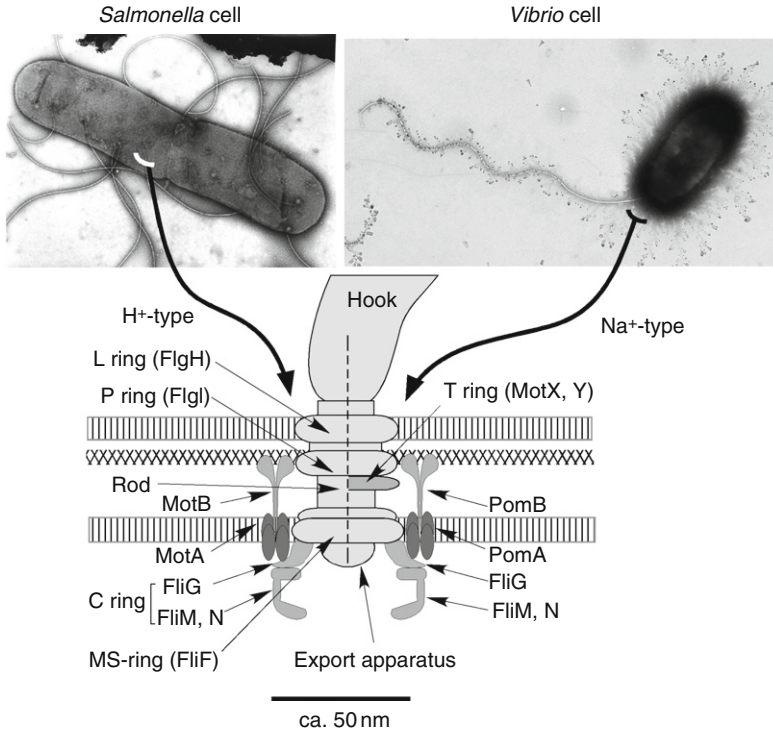 Salmonella cell
Vibrio cell
Hook
H⁺-type
Na⁺-type
L ring (FlgH)
P ring (FlgI)
T ring (MotX, Y)
Rod
MotB
PomB
MotA
PomA
C ring
FliG
FliG
FliM, N
FliM, N
MS-ring (FliF)
Export apparatus
ca. 50 nm